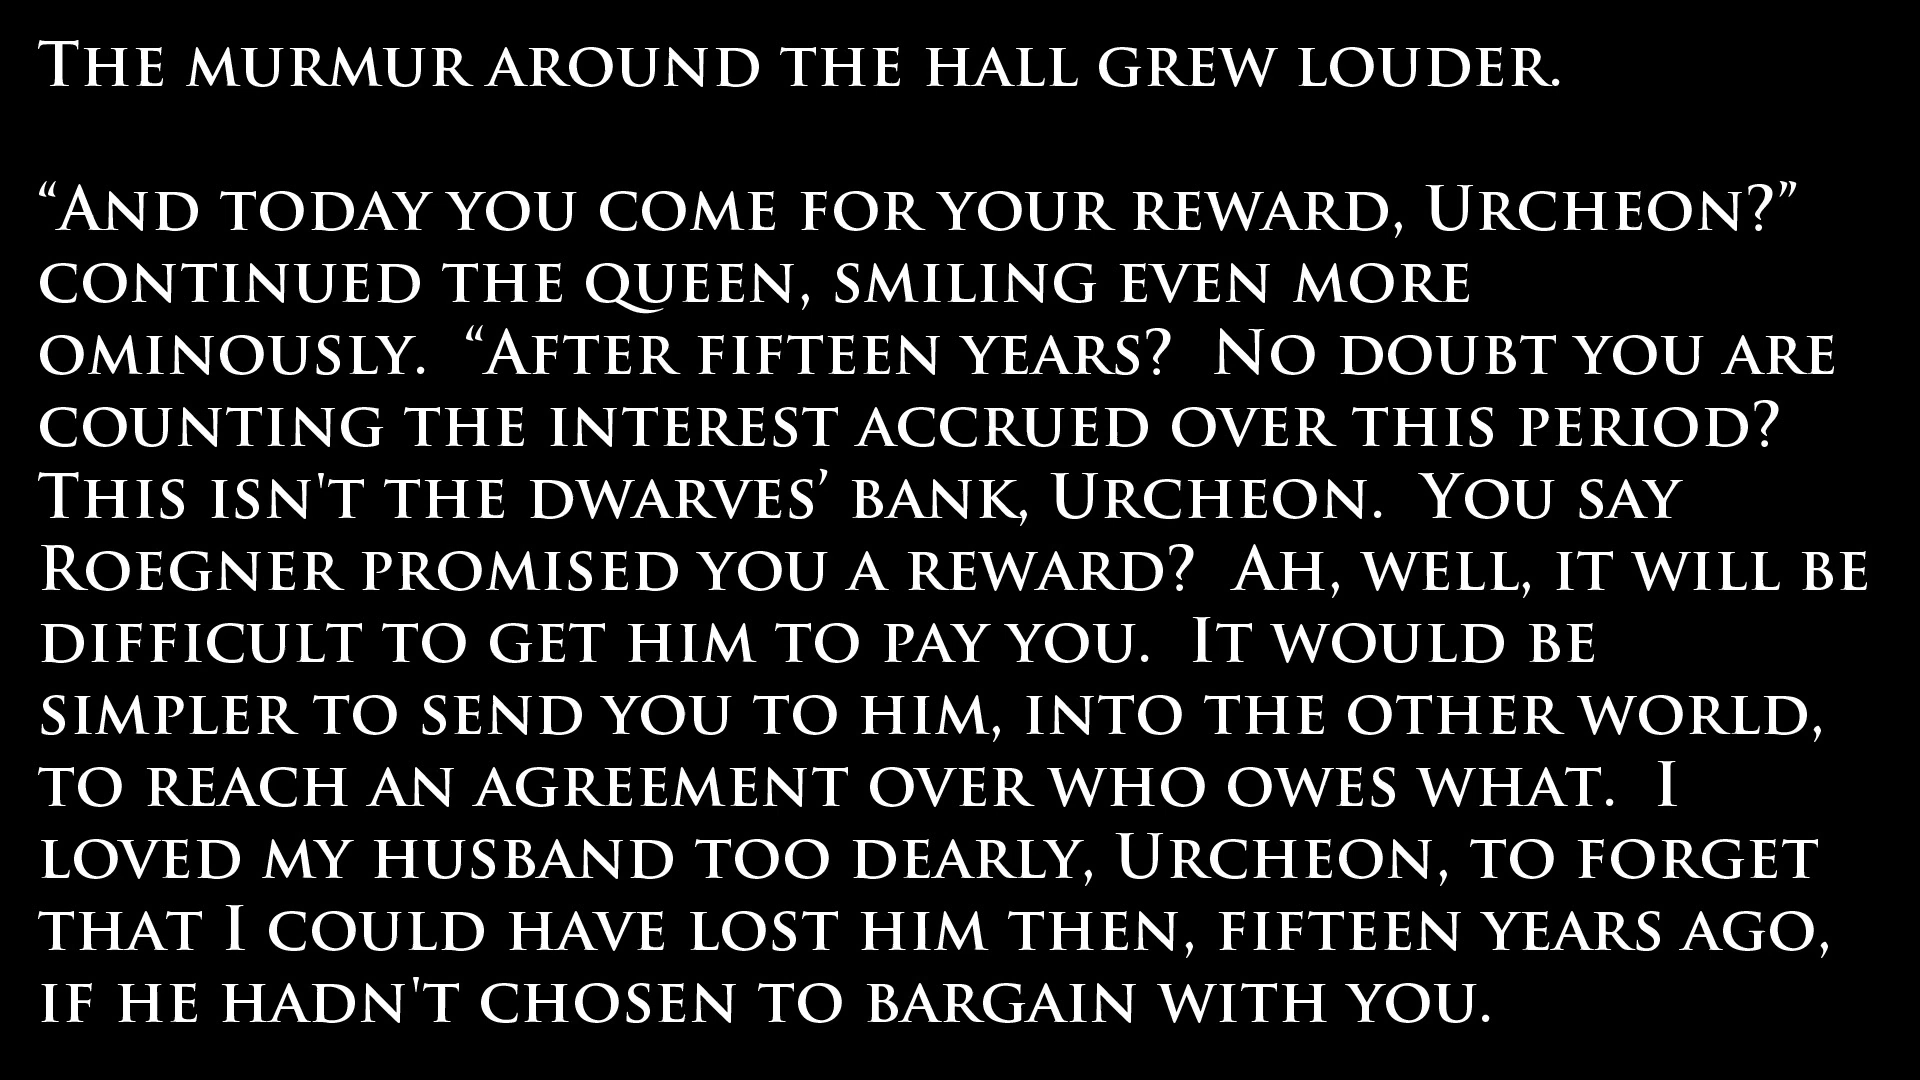 The murmur around the hall grew louder.
“And today you come for your reward, Urcheon?”
continued the queen, smiling even more
ominously.  “After fifteen years?  No doubt you are
counting the interest accrued over this period?
This isn't the dwarves’ bank, Urcheon.  You say
Roegner promised you a reward?  Ah, well, it will be
difficult to get him to pay you.  It would be
simpler to send you to him, into the other world,
to reach an agreement over who owes what.  I
loved my husband too dearly, Urcheon, to forget
that I could have lost him then, fifteen years ago,
if he hadn't chosen to bargain with you.